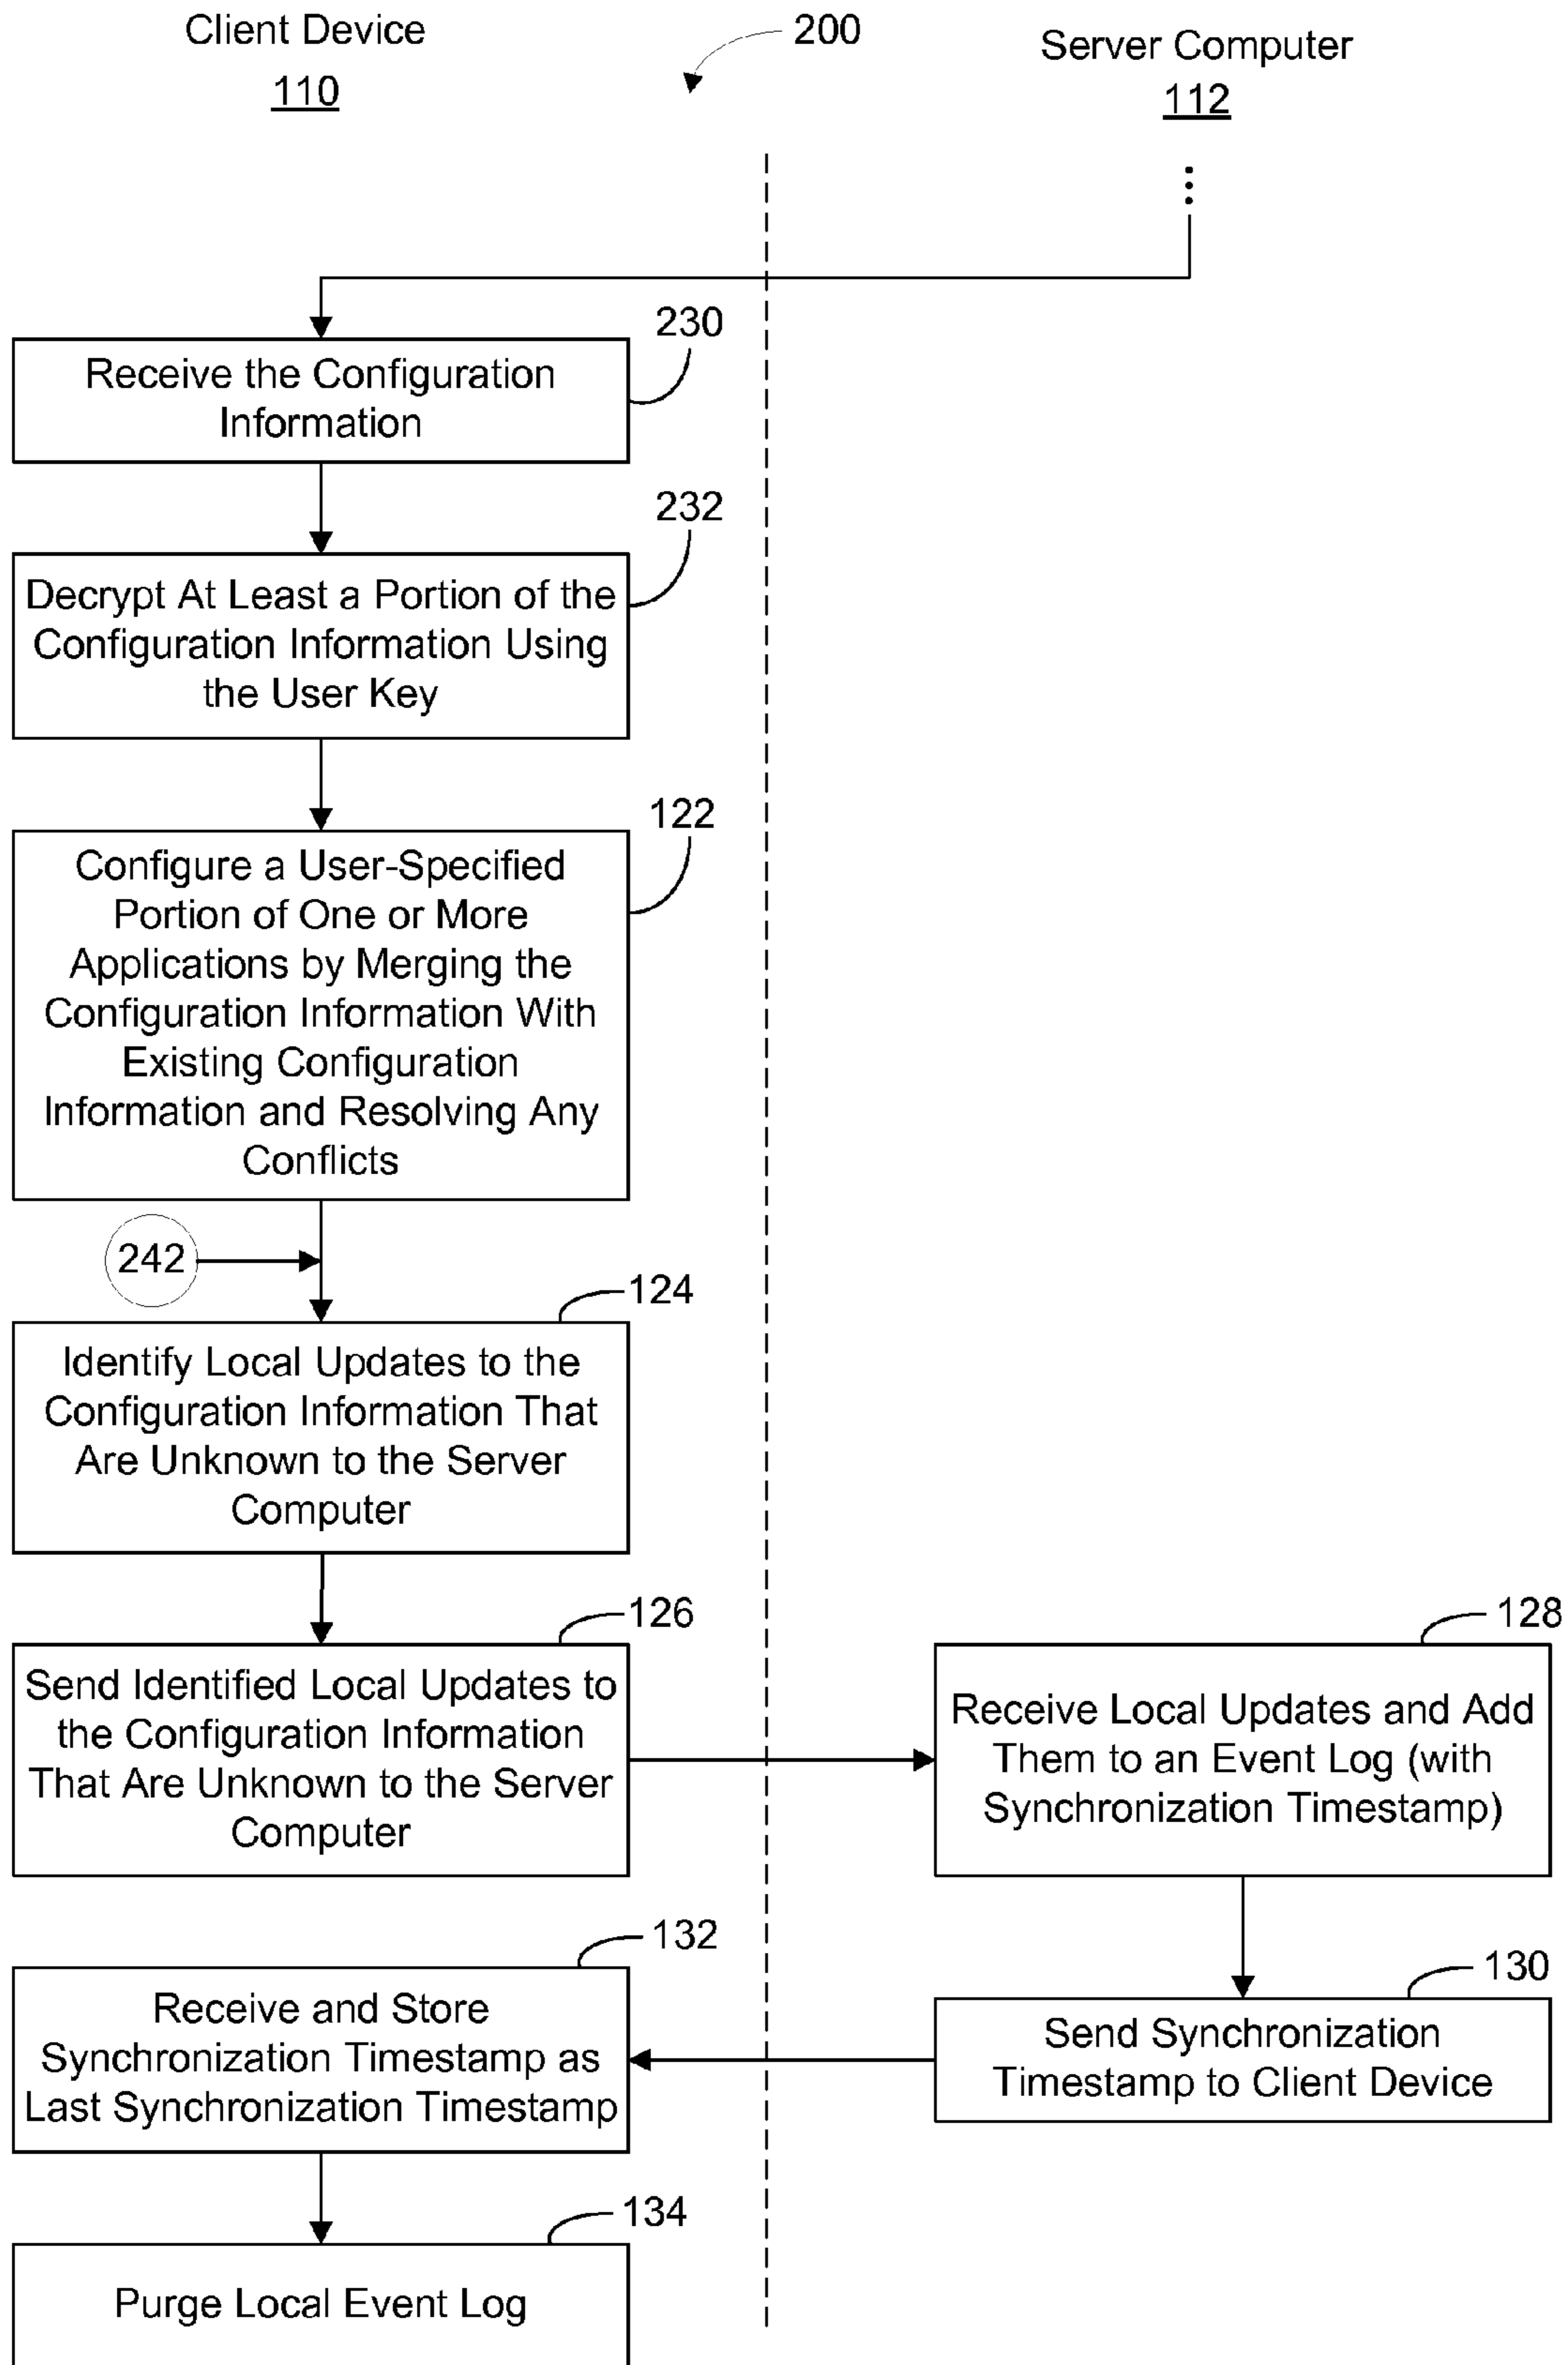 Client Device
110
200
Server Computer
112
230
Receive the Configuration
Information
232
Decrypt At Least a Portion of the
Configuration Information Using
the User Key
122
Configure a User-Specified
Portion of One or More
Applications by Merging the
Configuration Information With
Existing Configuration
Information and Resolving Any
Conflicts
242
124
Identify Local Updates to the
Configuration Information That
Are Unknown to the Server
Computer
126
Send Identified Local Updates to
the Configuration Information
That Are Unknown to the Server
Computer
128
Receive Local Updates and Add
Them to an Event Log (with
Synchronization Timestamp)
130
Send Synchronization
Timestamp to Client Device
132
Receive and Store
Synchronization Timestamp as
Last Synchronization Timestamp
134
Purge Local Event Log